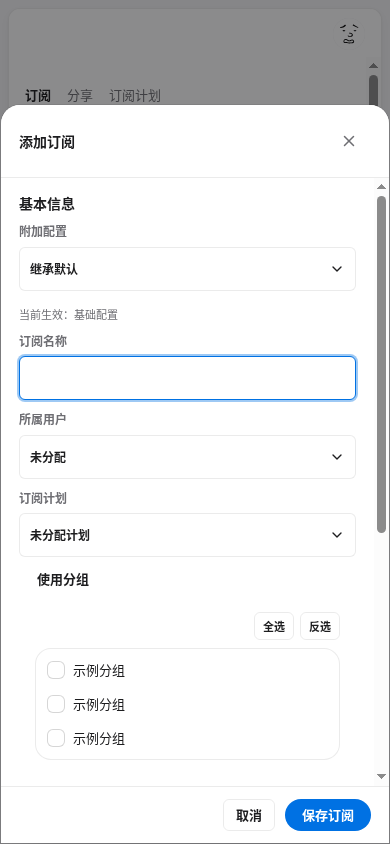 订阅 分享 订阅计划
添加订阅
基本信息
附加配置
继承默认
当前生效：基础配置
订阅名称
所属用户
未分配
订阅计划
未分配计划
使用分组
全选 反选
示例分组
示例分组
示例分组
取消 保存订阅